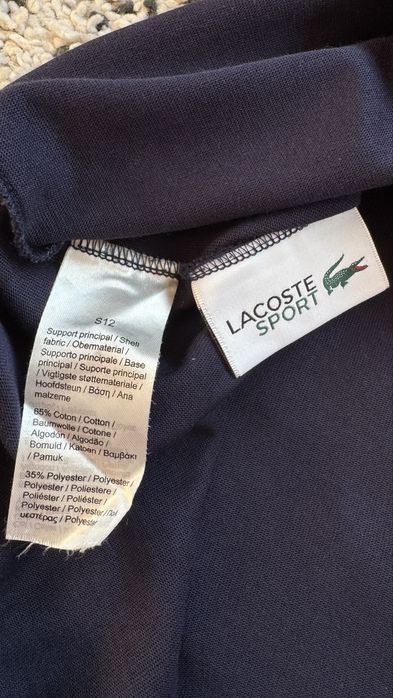 S12
Support principal / Shell
fabric / Obermaterial /
Supporto principale / Base
principal / Suporte principal
/ Vigtigste støttemateriale /
Hoofdsteun / Βάση / Ana
malzeme
65% Coton / Cotton /
Baumwolle / Cotone /
Algodón / Algodão /
Bomuld / Katoen / Βαμβάκι
/ Pamuk
35% Polyester / Polyester /
Polyester / Poliestere /
Poliéster / Poliéster /
Polyester / Polyester
υεστέρας / Polyester
LACOSTE
SPORT